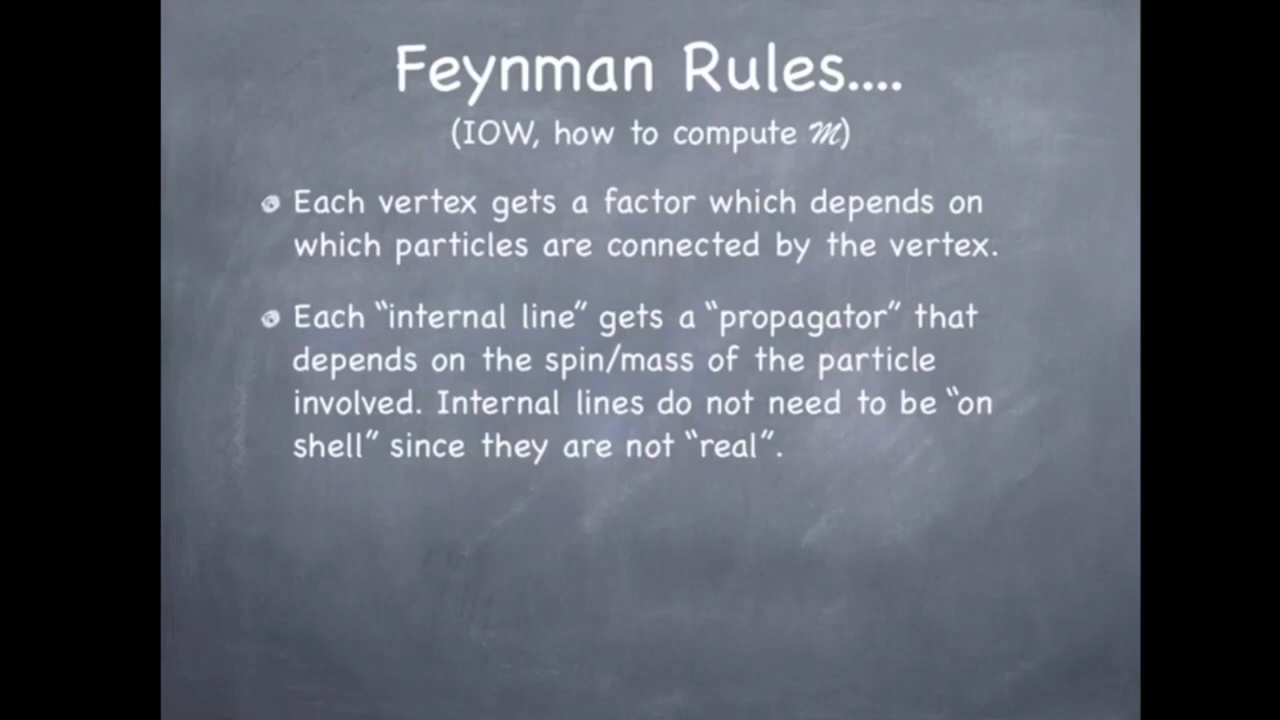 Feynman Rules....
(IOW, how to compute ℳ)
Each vertex gets a factor which depends on
which particles are connected by the vertex.
Each “internal line” gets a “propagator” that
depends on the spin/mass of the particle
involved. Internal lines do not need to be “on
shell” since they are not “real”.